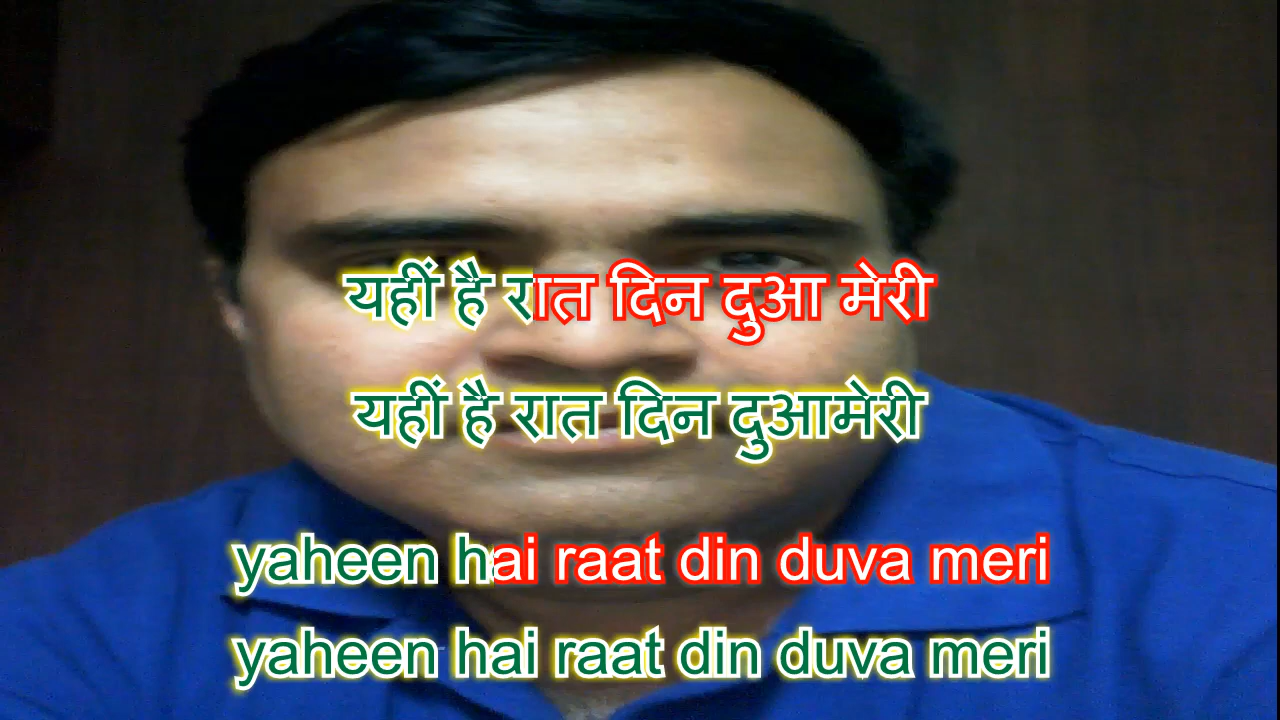 यहीं है रात दिन दुआ मेरी
यहीं है रात दिन दुआमेरी
yaheen hai raat din duva meri
yaheen hai raat din duva meri